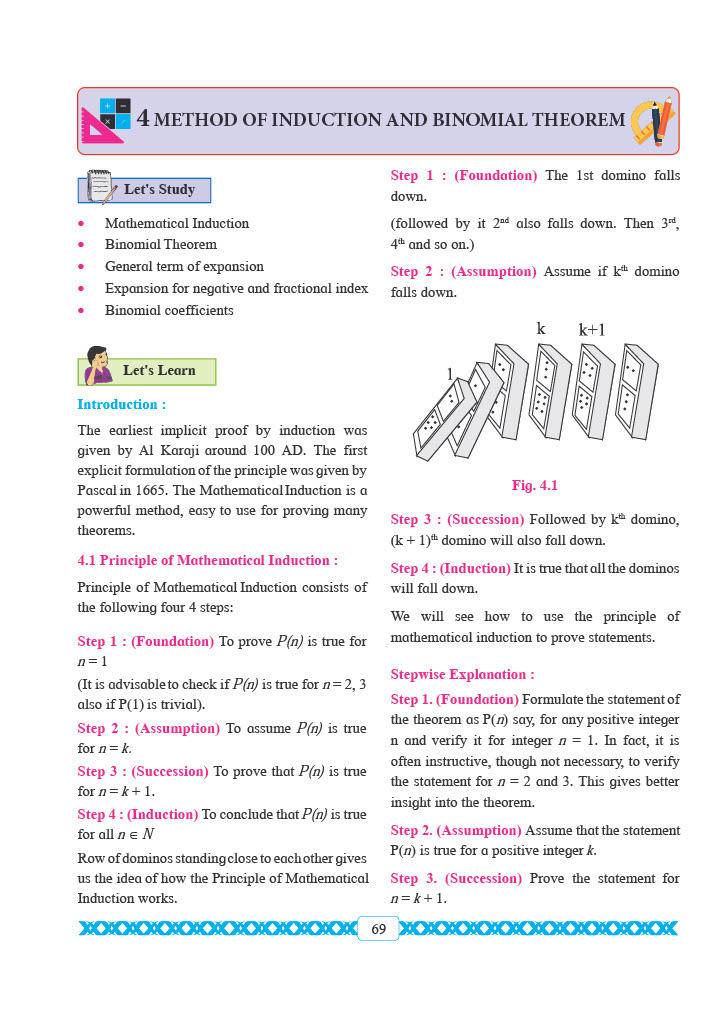 4 METHOD OF INDUCTION AND BINOMIAL THEOREM
Let's Study
• Mathematical Induction
• Binomial Theorem
• General term of expansion
• Expansion for negative and fractional index
• Binomial coefficients
Let's Learn
Introduction :
The earliest implicit proof by induction was
given by Al Karaji around 100 AD. The first
explicit formulation of the principle was given by
Pascal in 1665. The Mathematical Induction is a
powerful method, easy to use for proving many
theorems.
4.1 Principle of Mathematical Induction :
Principle of Mathematical Induction consists of
the following four 4 steps:
Step 1 : (Foundation) To prove P(n) is true for
n = 1
(It is advisable to check if P(n) is true for n = 2, 3
also if P(1) is trivial).
Step 2 : (Assumption) To assume P(n) is true
for n = k.
Step 3 : (Succession) To prove that P(n) is true
for n = k + 1.
Step 4 : (Induction) To conclude that P(n) is true
for all n ∈ N
Row of dominos standing close to each other gives
us the idea of how the Principle of Mathematical
Induction works.
Step 1 : (Foundation) The 1st domino falls
down.
(followed by it 2nd also falls down. Then 3rd,
4th and so on.)
Step 2 : (Assumption) Assume if kth domino
falls down.
k k+1
1
Fig. 4.1
Step 3 : (Succession) Followed by kth domino,
(k + 1)th domino will also fall down.
Step 4 : (Induction) It is true that all the dominos
will fall down.
We will see how to use the principle of
mathematical induction to prove statements.
Stepwise Explanation :
Step 1. (Foundation) Formulate the statement of
the theorem as P(n) say, for any positive integer
n and verify it for integer n = 1. In fact, it is
often instructive, though not necessary, to verify
the statement for n = 2 and 3. This gives better
insight into the theorem.
Step 2. (Assumption) Assume that the statement
P(n) is true for a positive integer k.
Step 3. (Succession) Prove the statement for
n = k + 1.
69